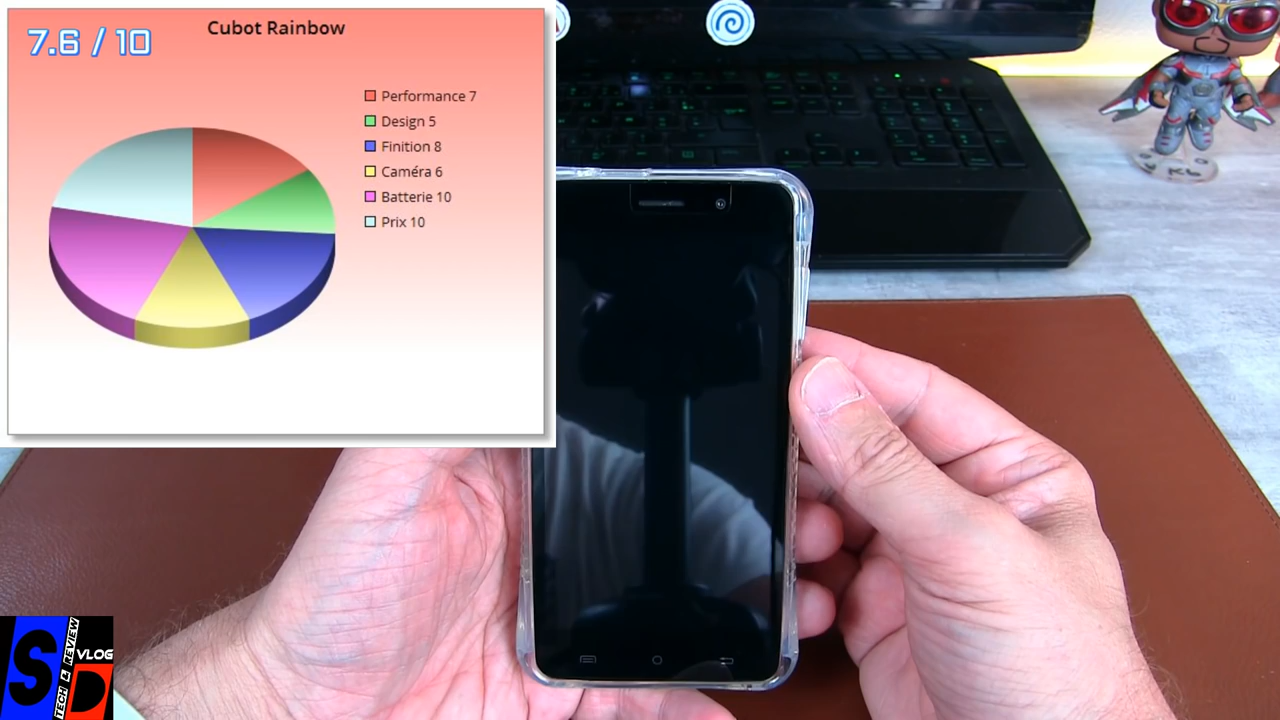 Cubot Rainbow
7.6 / 10
Performance 7
Design 5
Finition 8
Caméra 6
Batterie 10
Prix 10
SD
TECH & REVIEW
VLOG